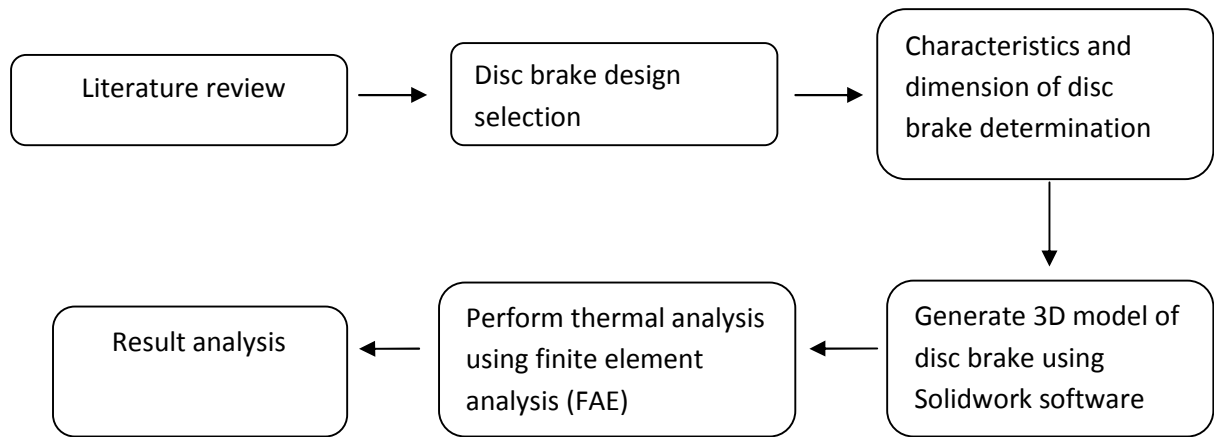 Literature review
Disc brake design
selection
Characteristics and
dimension of disc
brake determination
Generate 3D model of
disc brake using
Solidwork software
Perform thermal analysis
using finite element
analysis (FAE)
Result analysis